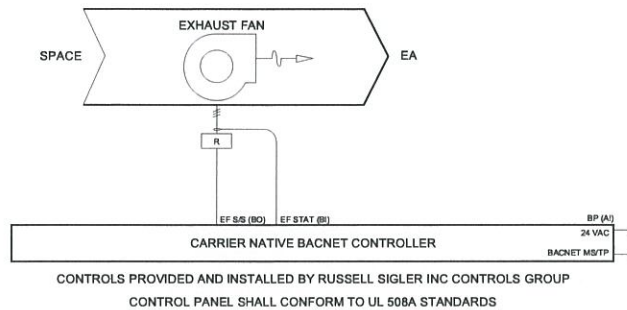 EXHAUST FAN
SPACE
EA
R
EF S/S (BO)
EF STAT (BI)
BP (AI)
24 VAC
CARRIER NATIVE BACNET CONTROLLER
BACNET MS/TP
CONTROLS PROVIDED AND INSTALLED BY RUSSELL SIGLER INC CONTROLS GROUP
CONTROL PANEL SHALL CONFORM TO UL 508A STANDARDS